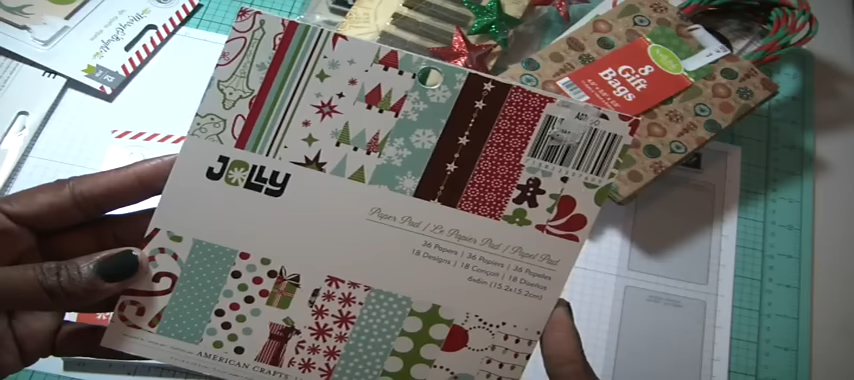 8
Gift
Bags
JOLLY
Paper Pad / Le Papier Pad / Papel Pad
36 Papers | 36 Papiers | 36 Papeles
18 Designs | 18 Conçoit | 18 Diseños
6x6in (15.2x15.2cm)
AMERICAN CRAFTS